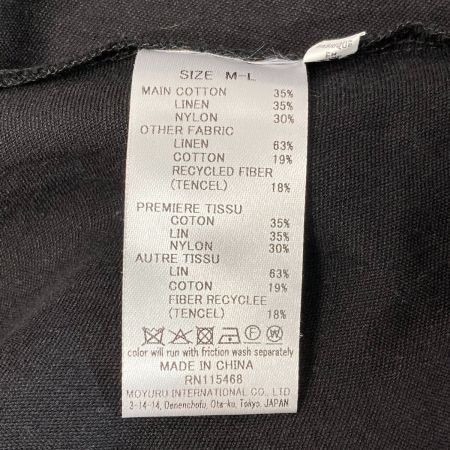 SIZE M-L
MAIN COTTON 35%
LINEN 35%
NYLON 30%
OTHER FABRIC
LINEN 63%
COTTON 19%
RECYCLED FIBER
(TENCEL) 18%
PREMIERE TISSU
COTON 35%
LIN 35%
NYLON 30%
AUTRE TISSU
LIN 63%
COTON 19%
FIBER RECYCLEE
(TENCEL) 18%
color will run with friction wash separately
MADE IN CHINA
RN115468
MOYURU INTERNATIONAL CO., LTD
3-14-14, Denenchofu, Ota-ku, Tokyo, JAPAN